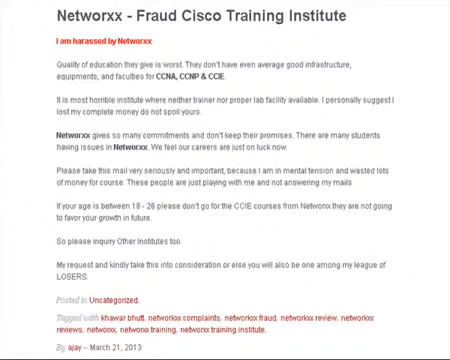 Networxx - Fraud Cisco Training Institute
I am harassed by Networxx
Quality of education they give is worst. They don't have even average good infrastructure,
equipments, and faculties for CCNA, CCNP & CCIE.
It is most horrible institute where neither trainer nor proper lab facility available. I personally suggest I
lost my complete money do not spoil yours.
Networxx gives so many commitments and don't keep their promises. There are many students
having issues in Networxx. We feel our careers are just on luck now.
Please take this mail very seriously and important, because I am in mental tension and wasted lots
of money for course. These people are just playing with me and not answering my mails
If your age is between 18 - 26 please don't go for the CCIE courses from Networxx they are not going
to favor your growth in future.
So please inquiry Other Institutes too
My request and kindly take this into consideration or else you will also be one among my league of
LOSERS.
Posted in Uncategorized.
Tagged with khawar bhutt, networkxx complaints, networkxx fraud, networkxx review, networkxx
reviews, networxx, networxx training, networxx training institute.
By ajay – March 21, 2013